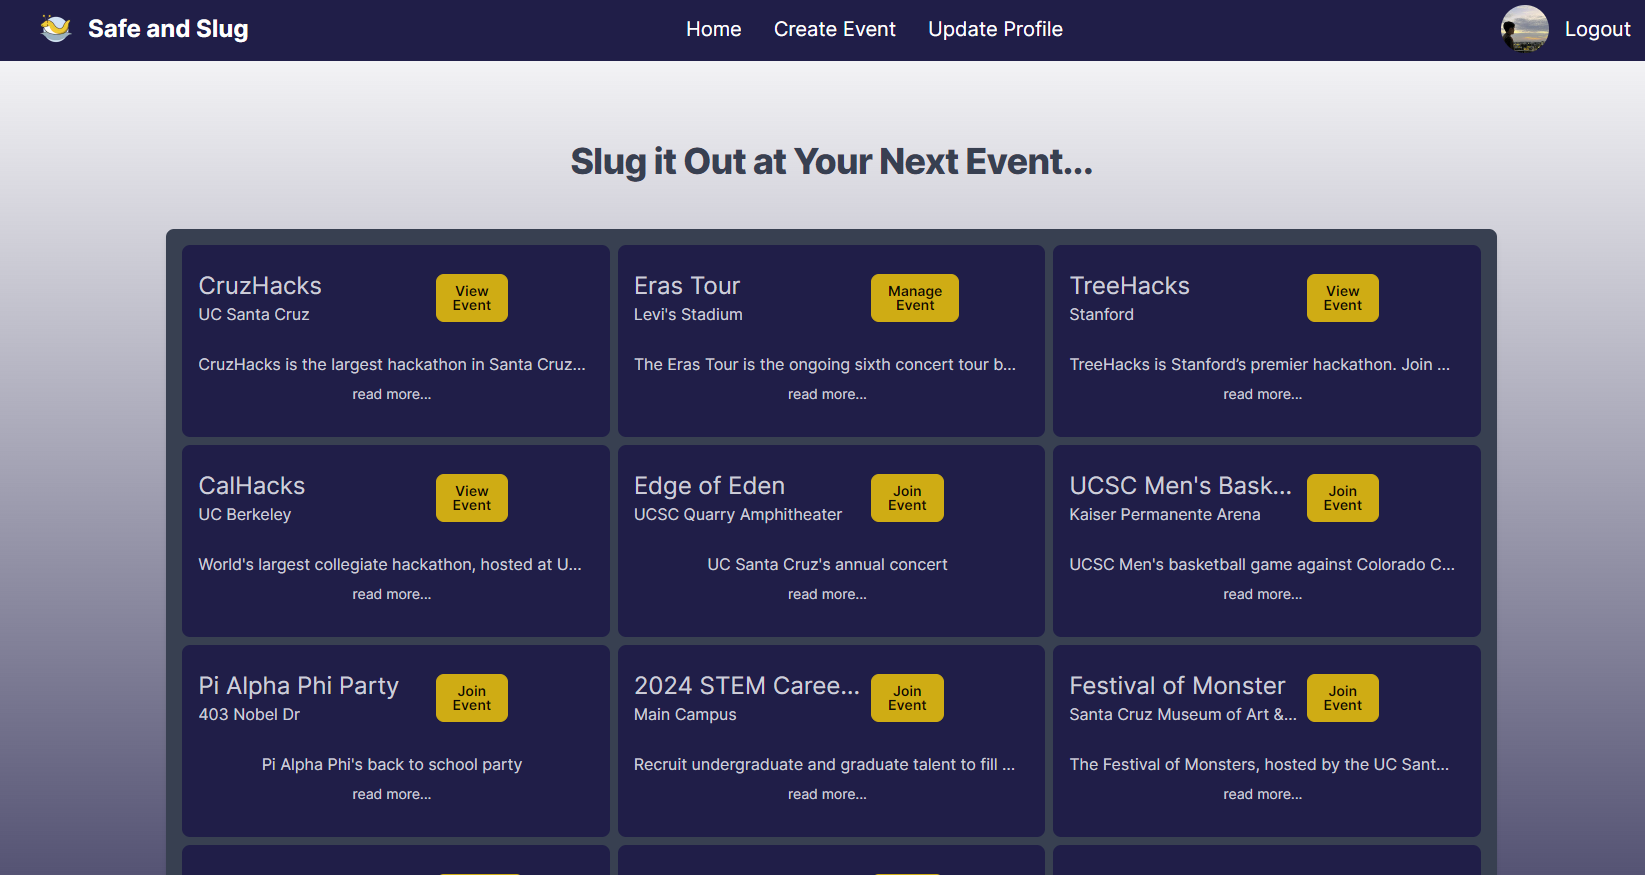 Safe and Slug
Home
Create Event
Update Profile
Logout
Slug it Out at Your Next Event...
CruzHacks
UC Santa Cruz
View
Event
CruzHacks is the largest hackathon in Santa Cruz...
read more...
Eras Tour
Levi's Stadium
Manage
Event
The Eras Tour is the ongoing sixth concert tour b...
read more...
TreeHacks
Stanford
View
Event
TreeHacks is Stanford’s premier hackathon. Join ...
read more...
CalHacks
UC Berkeley
View
Event
World's largest collegiate hackathon, hosted at U...
read more...
Edge of Eden
UCSC Quarry Amphitheater
Join
Event
UC Santa Cruz's annual concert
read more...
UCSC Men's Bask...
Kaiser Permanente Arena
Join
Event
UCSC Men's basketball game against Colorado C...
read more...
Pi Alpha Phi Party
403 Nobel Dr
Join
Event
Pi Alpha Phi's back to school party
read more...
2024 STEM Caree...
Main Campus
Join
Event
Recruit undergraduate and graduate talent to fill ...
read more...
Festival of Monster
Santa Cruz Museum of Art &...
Join
Event
The Festival of Monsters, hosted by the UC Sant...
read more...